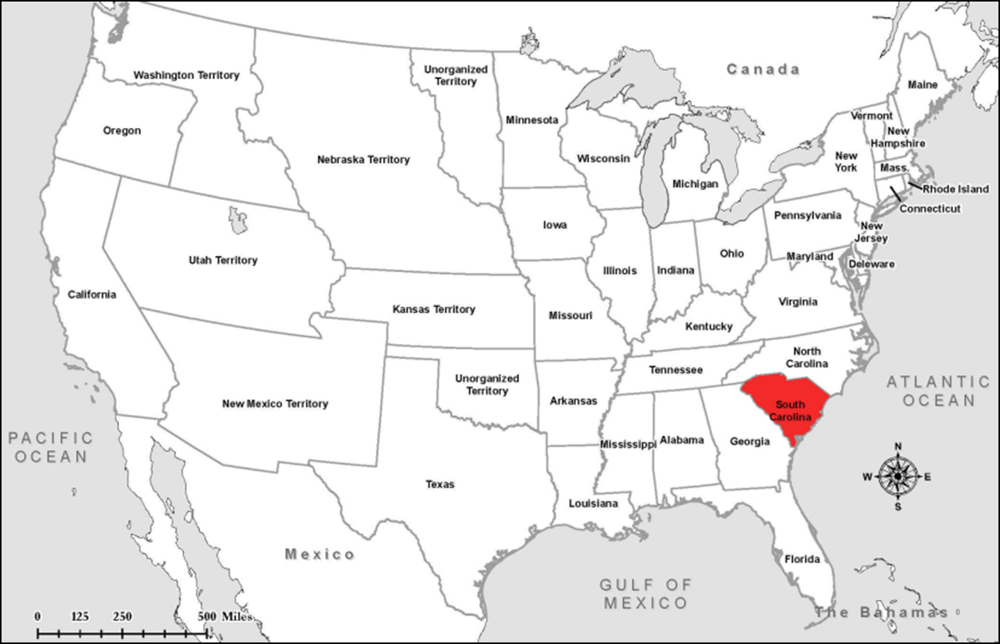 Canada
Washington Territory
Unorganized
Territory
Maine
Oregon
Minnesota
Vermont
New
Hampshire
Nebraska Territory
Wisconsin
New
York
Mass.
Michigan
Rhode Island
Connecticut
Pennsylvania
Iowa
New
Jersey
Utah Territory
Ohio
Maryland
Deleware
Illinois
Indiana
California
Kansas Territory
Missouri
Virginia
Kentucky
North
Carolina
Tennessee
Unorganized
Territory
ATLANTIC
OCEAN
New Mexico Territory
Arkansas
South
Carolina
PACIFIC
OCEAN
Mississippi
Alabama
Georgia
N
W
E
S
Texas
Louisiana
Mexico
Florida
GULF OF
MEXICO
The Bahamas
0 125 250 500 Miles